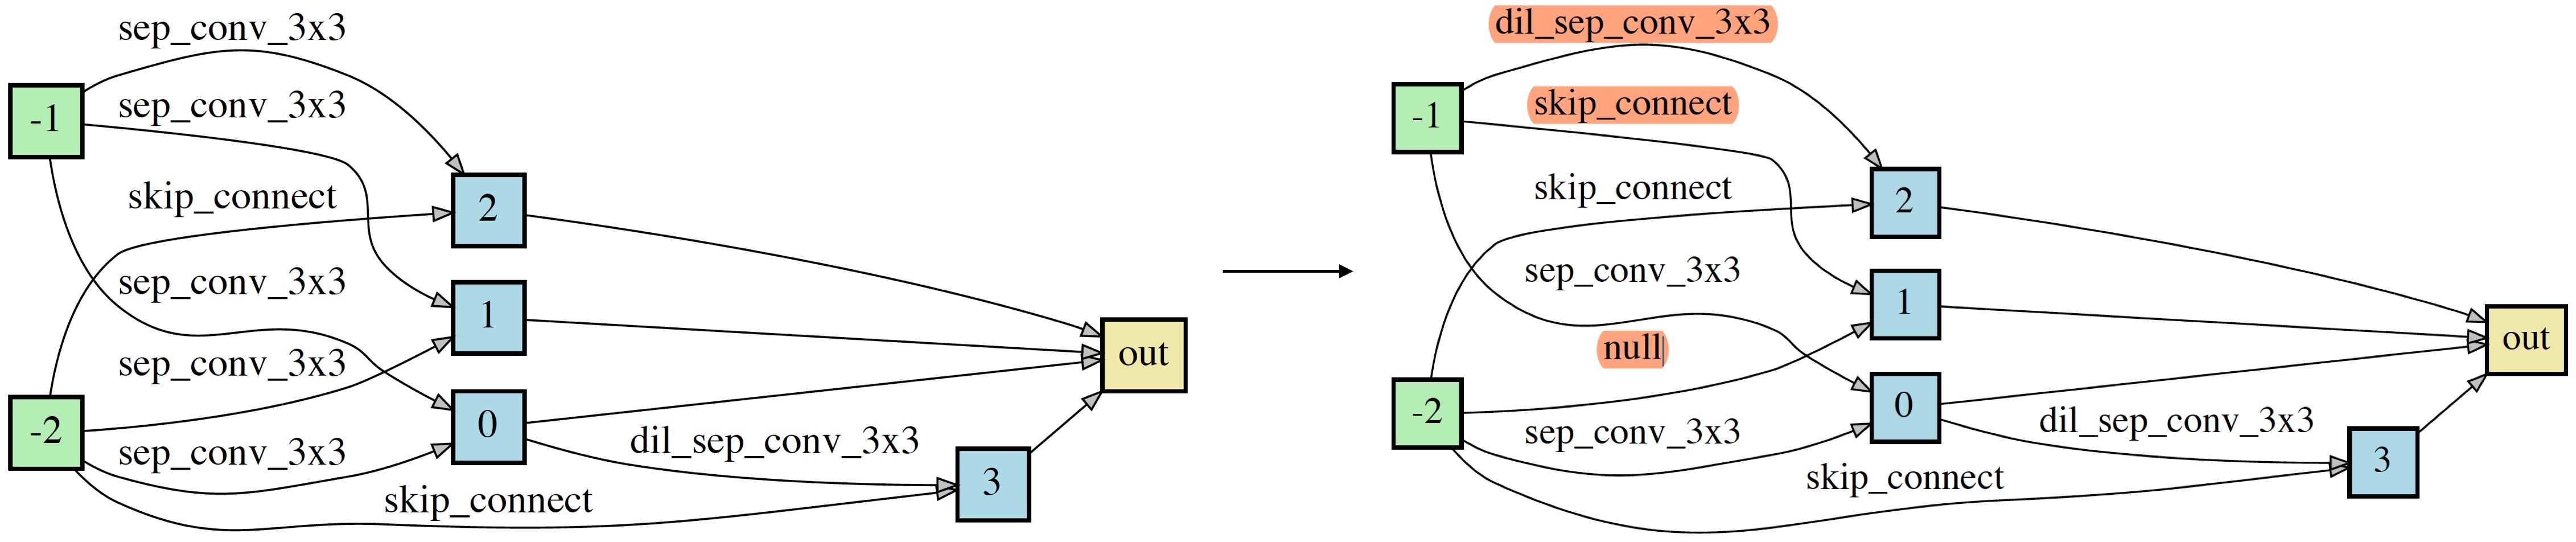 sep_conv_3x3
sep_conv_3x3
-1
skip_connect
2
sep_conv_3x3
1
sep_conv_3x3
out
-2
0
sep_conv_3x3
dil_sep_conv_3x3
skip_connect
3
dil_sep_conv_3x3
skip_connect
-1
skip_connect
2
sep_conv_3x3
1
null
out
-2
0
sep_conv_3x3
dil_sep_conv_3x3
skip_connect
3